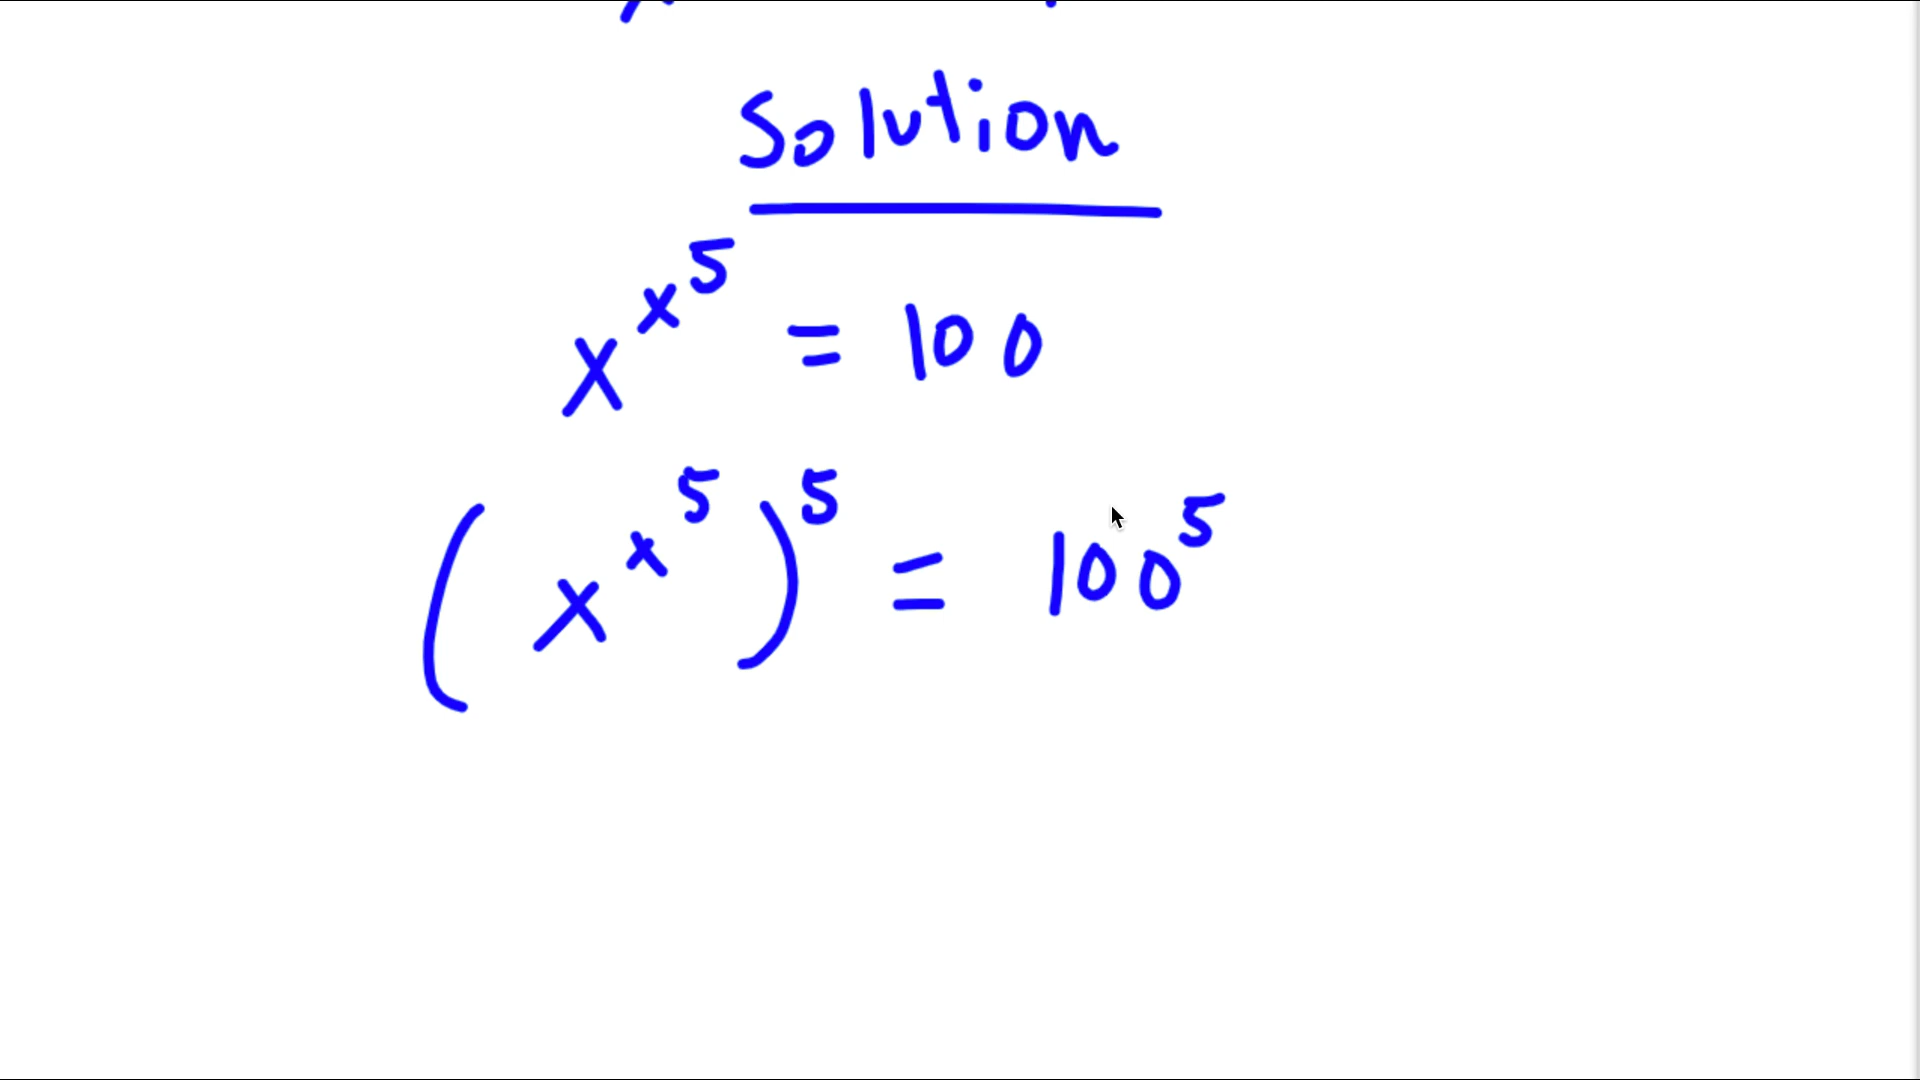 Solution
x^{x^5} = 100
(x^{x^5})^5 = 100^5